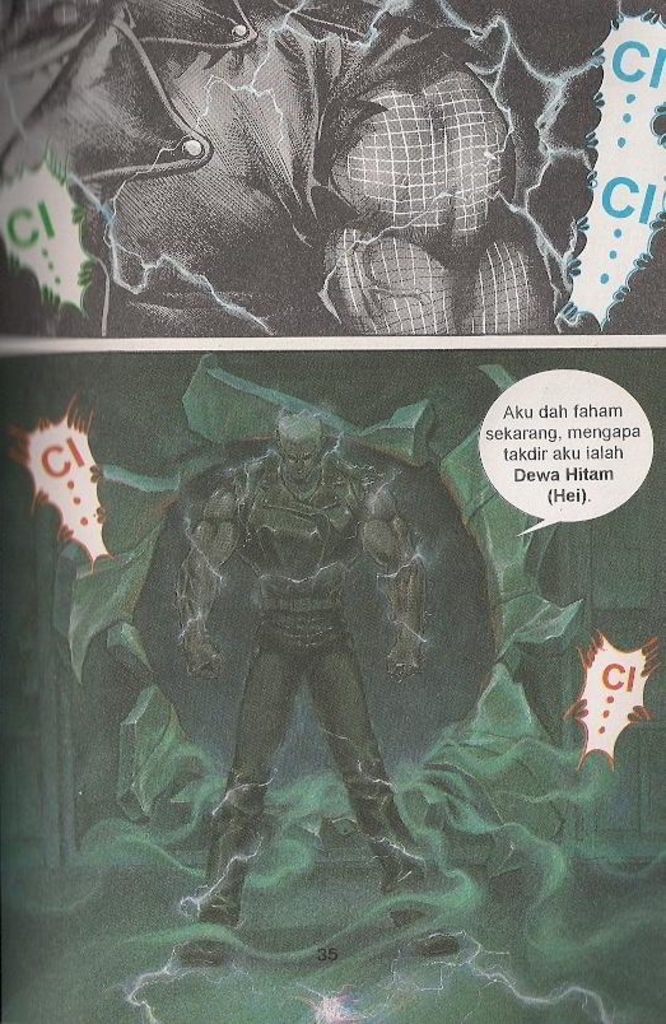 CI...
CI...
CI...
CI...
Aku dah faham
sekarang, mengapa
takdir aku ialah
Dewa Hitam
(Hei).
CI...
35